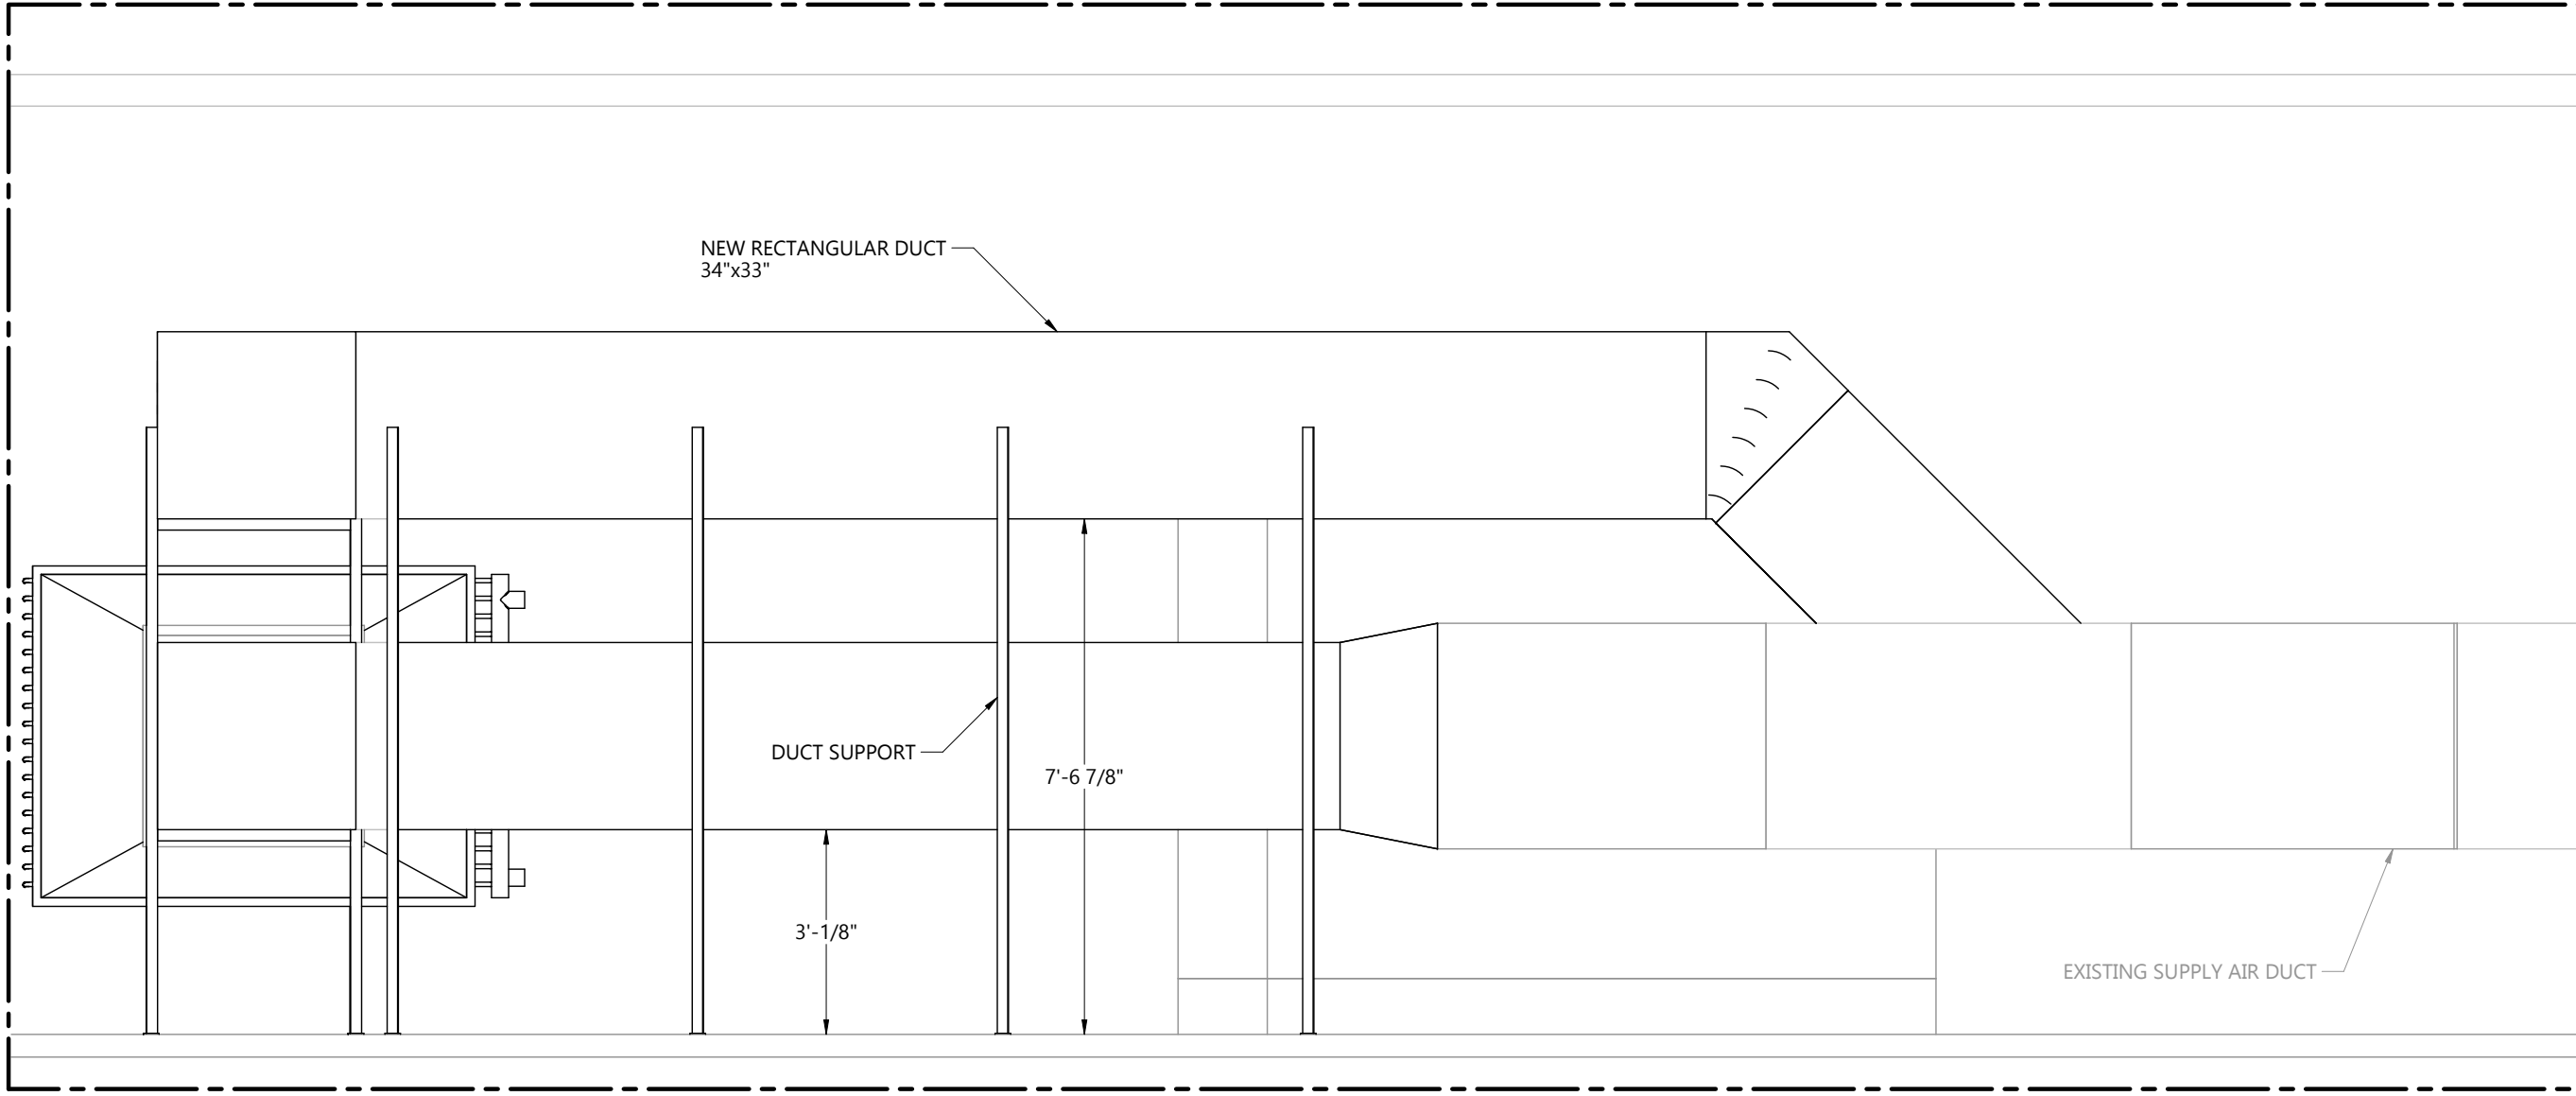 NEW RECTANGULAR DUCT
34"x33"
DUCT SUPPORT
7'-6 7/8"
3'-1/8"
EXISTING SUPPLY AIR DUCT